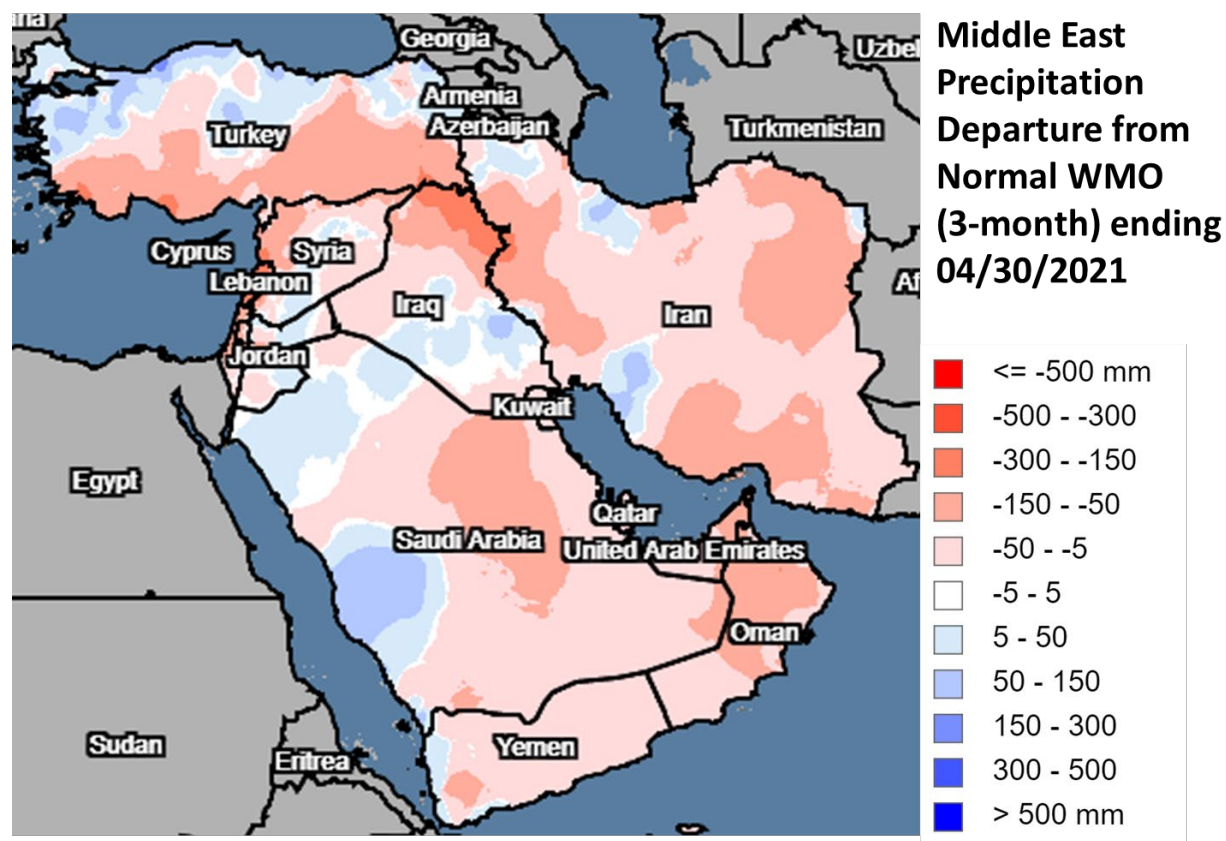 Middle East
Precipitation
Departure from
Normal WMO
(3-month) ending
04/30/2021
Georgia
Uzbel
Armenia
Azerbaijan
Turkmenistan
Turkey
Cyprus
Syria
Lebanon
Iraq
Iran
Af
Jordan
Kuwait
Egypt
Qatar
Saudi Arabia
United Arab Emirates
Oman
Sudan
Yemen
Eritrea
<= -500 mm
-500 - -300
-300 - -150
-150 - -50
-50 - -5
-5 - 5
5 - 50
50 - 150
150 - 300
300 - 500
> 500 mm